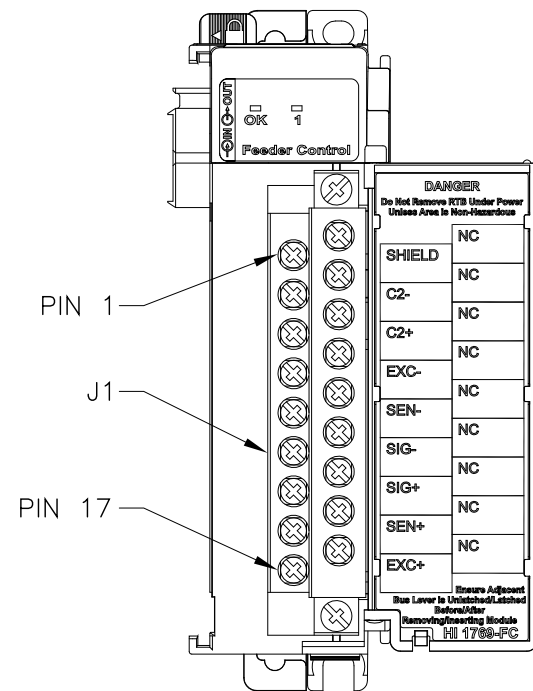 IN OUT
OK 1
Feeder Control
DANGER
Do Not Remove RTB Under Power
Unless Area is Non-Hazardous
NC
SHIELD
NC
C2-
NC
C2+
NC
EXC-
NC
SEN-
NC
SIG-
NC
SIG+
NC
SEN+
NC
EXC+
Ensure Adjacent
Bus Lever is Unlatched/Latched
Before/After
Removing/Inserting Module
HI 1769-FC
PIN 1
J1
PIN 17